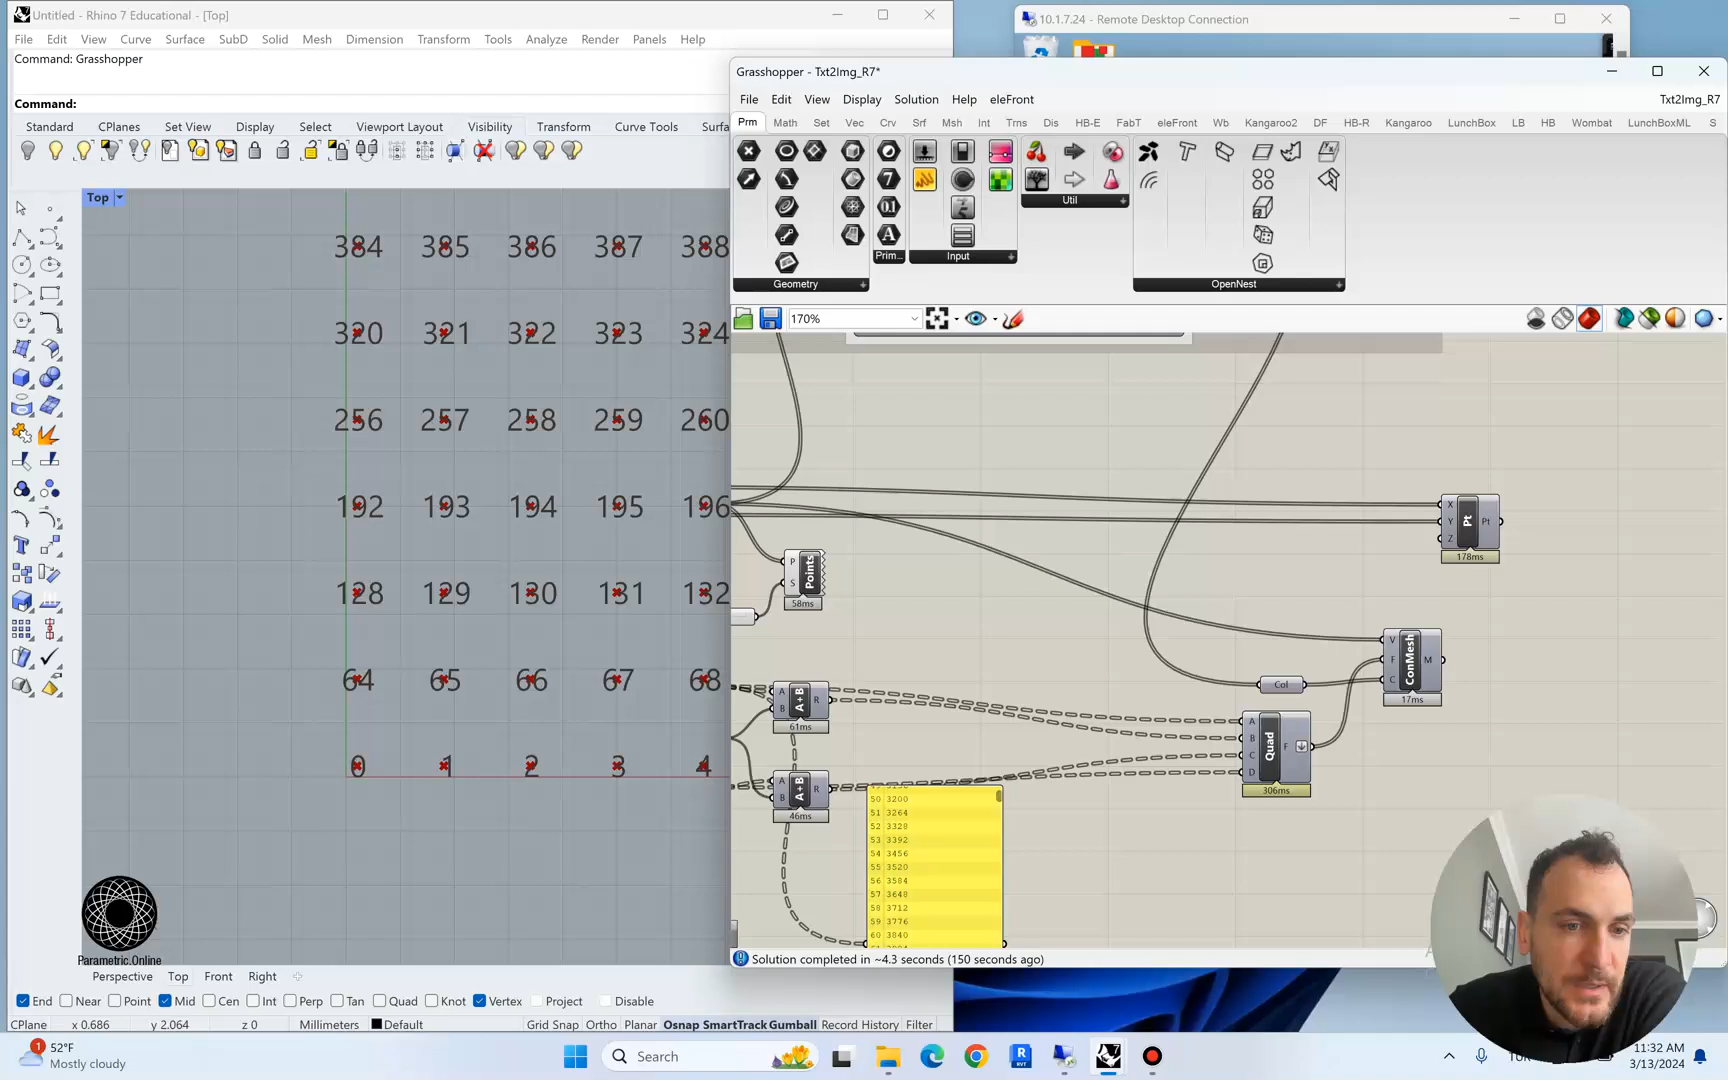 Untitled - Rhino 7 Educational - [Top]
File Edit View Curve Surface SubD Solid Mesh Dimension Transform Tools Analyze Render Panels Help
Command: Grasshopper
Command:
Standard CPlanes Set View Display Select Viewport Layout Visibility Transform Curve Tools Surfa
Top
384 385 386 387 388
320 321 322 323 324
256 257 258 259 260
192 193 194 195 196
128 129 130 131 132
64 65 66 67 68
0 1 2 3 4
Parametric.Online
Perspective Top Front Right
End Near Point Mid Cen Int Perp Tan Quad Knot Vertex Project Disable
CPlane x 0.686 y 2.064 z 0 Millimeters Default Grid Snap Ortho Planar Osnap SmartTrack Gumball Record History Filter
10.1.7.24 - Remote Desktop Connection
Grasshopper - Txt2Img_R7*
File Edit View Display Solution Help eleFront Txt2Img_R7
Prm Math Set Vec Crv Srf Msh Int Trns Dis HB-E FabT eleFront Wb Kangaroo2 DF HB-R Kangaroo LunchBox LB HB Wombat LunchBoxML S
Geometry Prim... Input Util OpenNest
170%
X
Y Pt Pt
Z
178ms
P
S Points
58ms
V
F ConMesh M
C
17ms
Col
A
B A+B R
61ms
A
B Quad F
C
D
306ms
A
B A+B R
46ms
50 3200
51 3264
52 3328
53 3392
54 3456
55 3520
56 3584
57 3648
58 3712
59 3776
60 3840
Solution completed in ~4.3 seconds (150 seconds ago)
1
52°F
Mostly cloudy
Search
11:32 AM
3/13/2024